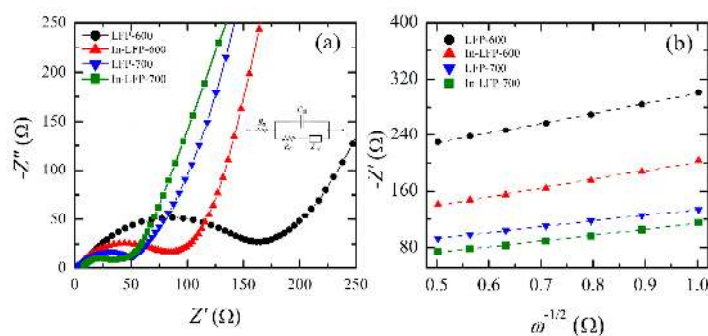 250
200
150
100
50
0
-Z″ (Ω)
LFP-600
In-LFP-600
LFP-700
In-LFP-700
(a)
0 50 100 150 200 250
Z′ (Ω)
400
320
240
160
80
-Z′ (Ω)
LFP-600
In-LFP-600
LFP-700
In-LFP-700
(b)
0.5 0.6 0.7 0.8 0.9 1.0
ω^-1/2 (Ω)